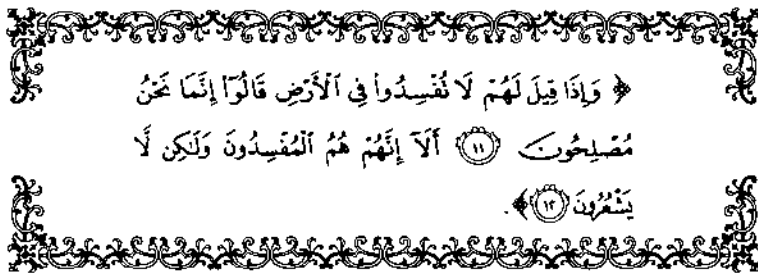 ﴿ وَإِذَا قِيلَ لَهُمْ لَا تُفْسِدُوا۟ فِى ٱلْأَرْضِ قَالُوٓا۟ إِنَّمَا نَحْنُ
مُصْلِحُونَ ۝١١ أَلَآ إِنَّهُمْ هُمُ ٱلْمُفْسِدُونَ وَلَـٰكِن لَّا
يَشْعُرُونَ ۝١٢ ﴾.